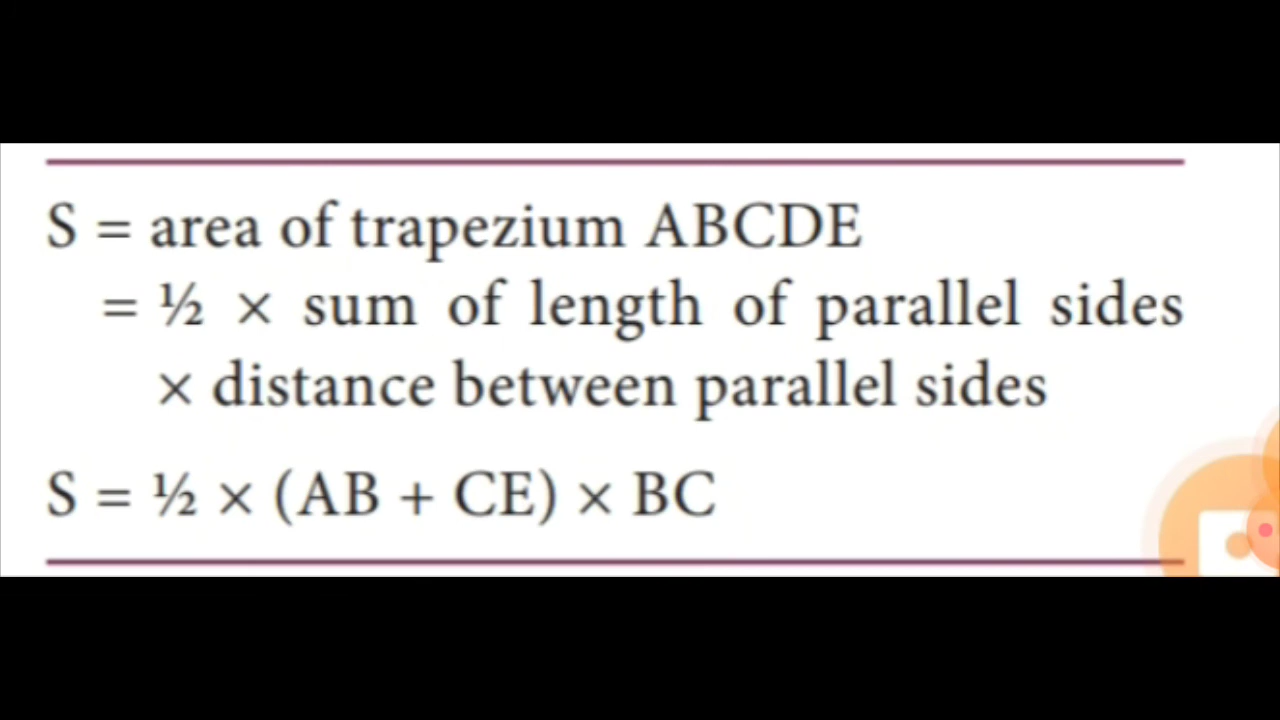 S = area of trapezium ABCDE
= ½ × sum of length of parallel sides
× distance between parallel sides
S = ½ × (AB + CE) × BC